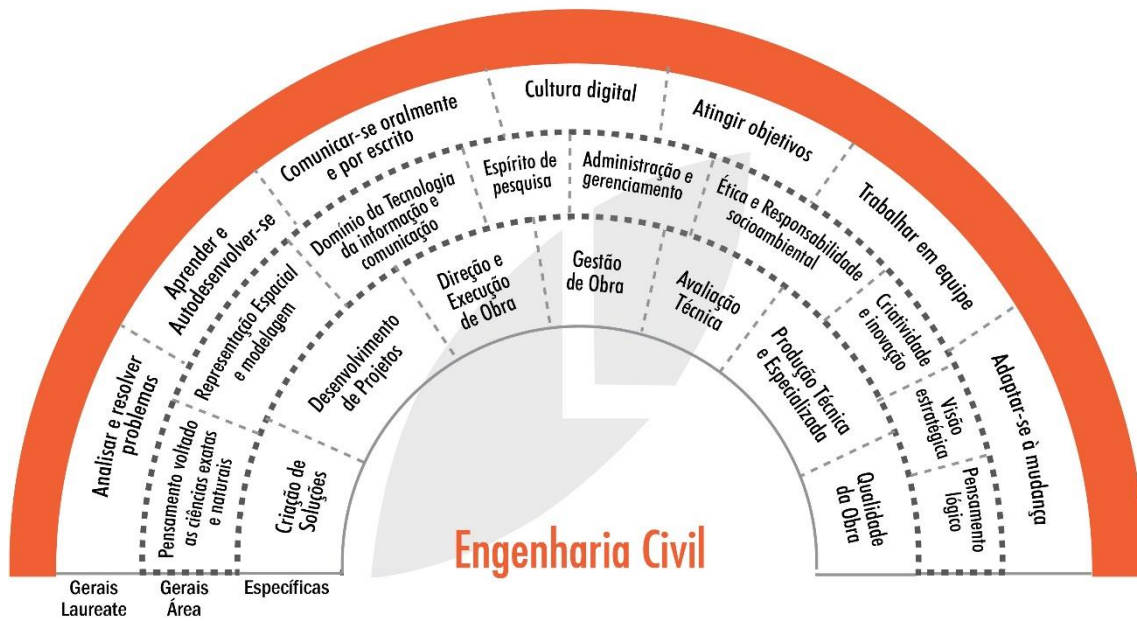 Analisar e resolver
problemas
Aprender e
Autodesenvolver-se
Comunicar-se oralmente
e por escrito
Cultura digital
Atingir objetivos
Trabalhar em equipe
Adaptar-se à mudança
Pensamento voltado
as ciências exatas
e naturais
Representação Espacial
e modelagem
Domínio da Tecnologia
da informação e
comunicação
Espírito de
pesquisa
Administração e
gerenciamento
Ética e Responsabilidade
socioambiental
Criatividade
e inovação
Visão
estratégica
Pensamento
lógico
Criação de
Soluções
Desenvolvimento
de Projetos
Direção e
Execução
de Obra
Gestão
de Obra
Avaliação
Técnica
Produção Técnica
e Especializada
Qualidade
da Obra
Engenharia Civil
Gerais
Laureate
Gerais
Área
Específicas